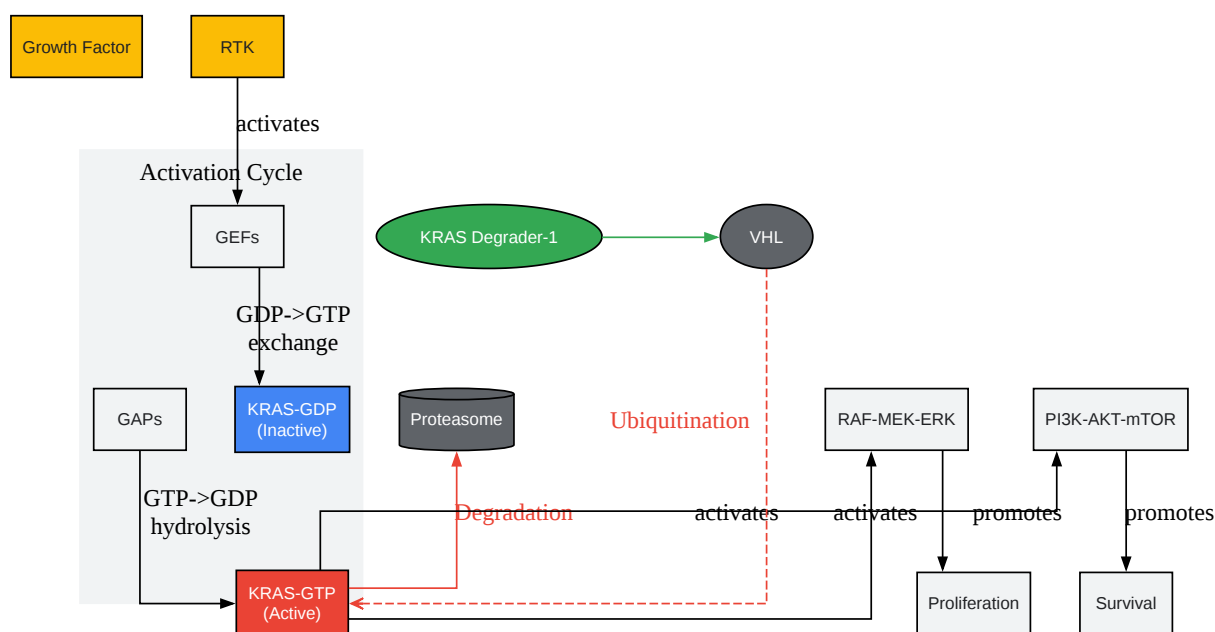 Growth Factor
RTK
activates
Activation Cycle
GEFs
KRAS Degrader-1
VHL
GDP->GTP
exchange
GAPs
KRAS-GDP
(Inactive)
Proteasome
Ubiquitination
RAF-MEK-ERK
PI3K-AKT-mTOR
GTP->GDP
hydrolysis
Degradation
activates
activates
promotes
promotes
KRAS-GTP
(Active)
Proliferation
Survival